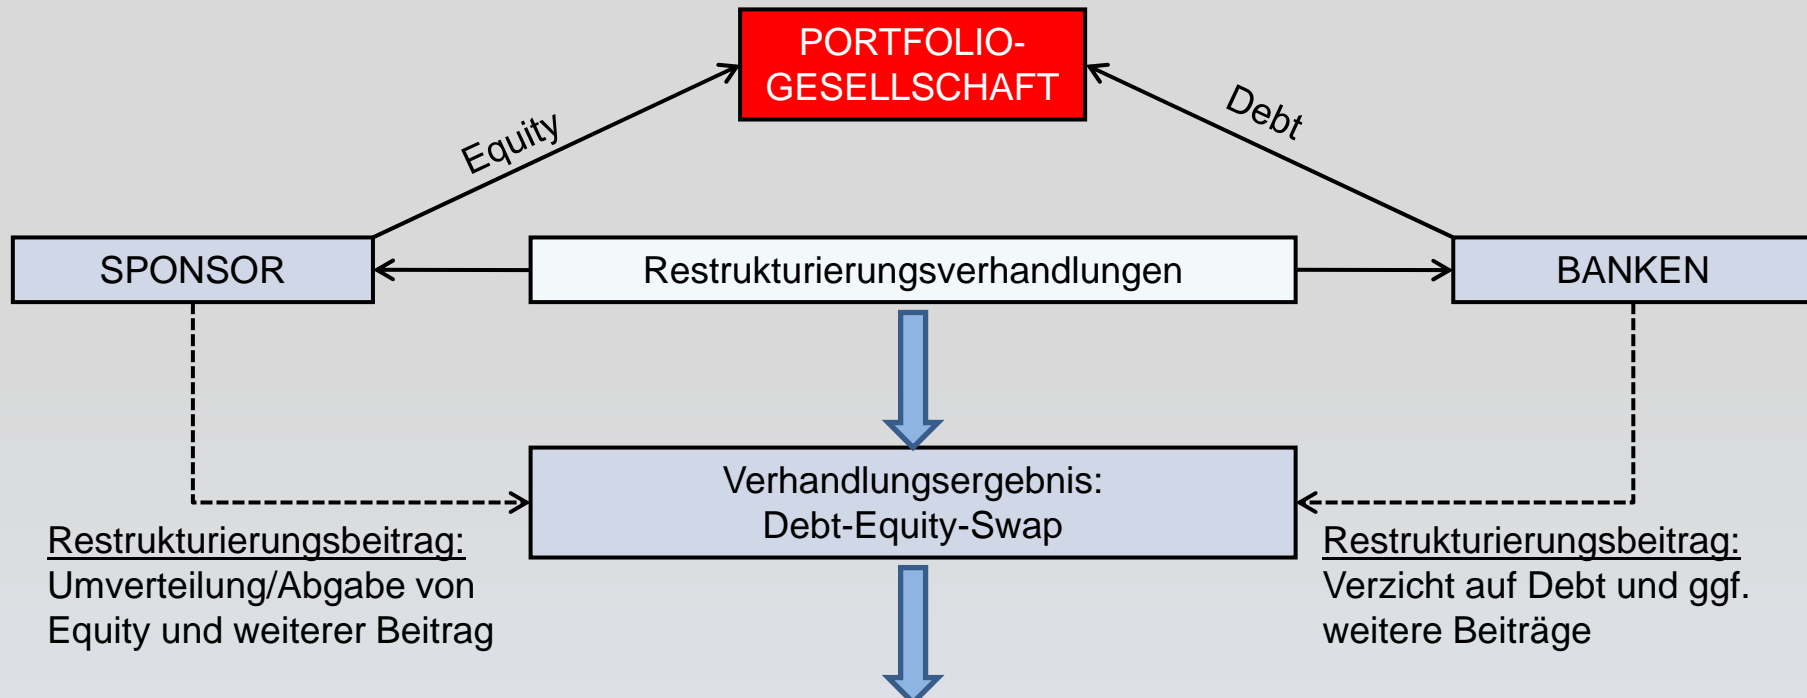 PORTFOLIO-
GESELLSCHAFT
Equity
Debt
SPONSOR
Restrukturierungsverhandlungen
BANKEN
Verhandlungsergebnis:
Debt-Equity-Swap
Restrukturierungsbeitrag:
Umverteilung/Abgabe von
Equity und weiterer Beitrag
Restrukturierungsbeitrag:
Verzicht auf Debt und ggf.
weitere Beiträge